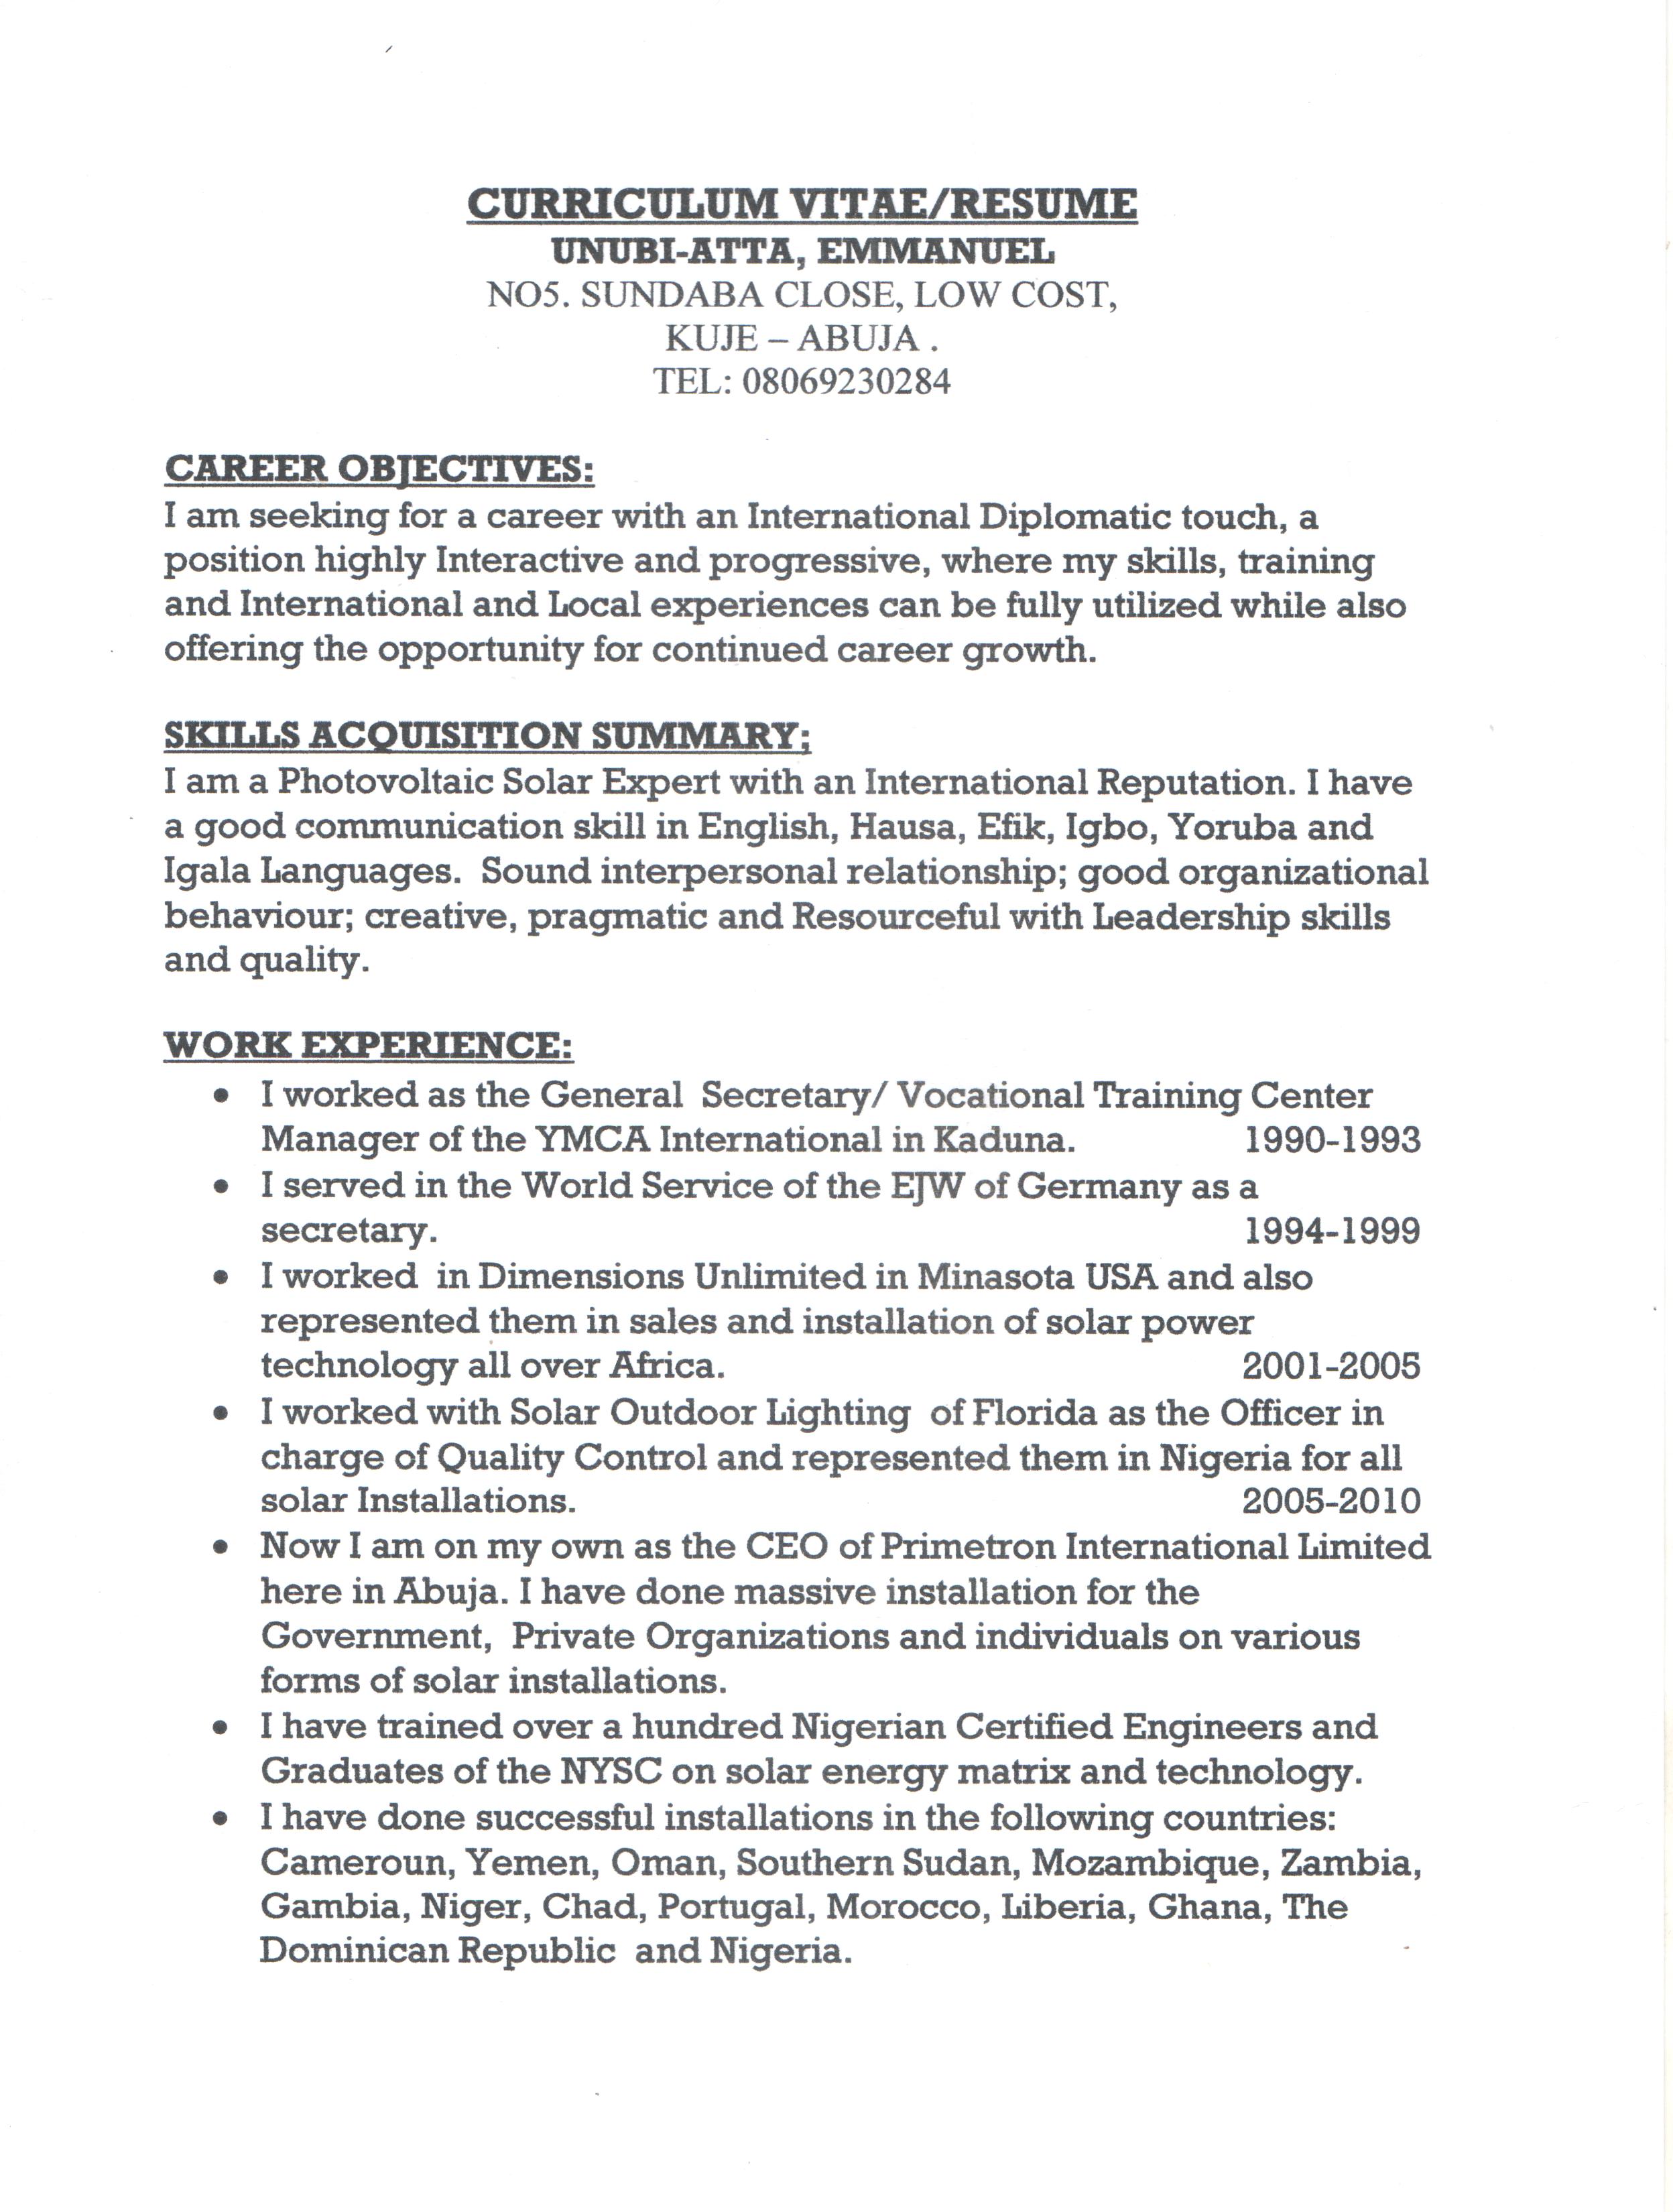 CURRICULUM VITAE/RESUME
UNUBI-ATTA, EMMANUEL
NO5. SUNDABA CLOSE, LOW COST,
KUJE – ABUJA .
TEL: 08069230284
CAREER OBJECTIVES:
I am seeking for a career with an International Diplomatic touch, a
position highly Interactive and progressive, where my skills, training
and International and Local experiences can be fully utilized while also
offering the opportunity for continued career growth.
SKILLS ACQUISITION SUMMARY;
I am a Photovoltaic Solar Expert with an International Reputation. I have
a good communication skill in English, Hausa, Efik, Igbo, Yoruba and
Igala Languages.  Sound interpersonal relationship; good organizational
behaviour; creative, pragmatic and Resourceful with Leadership skills
and quality.
WORK EXPERIENCE:
• I worked as the General  Secretary/ Vocational Training Center
Manager of the YMCA International in Kaduna. 1990-1993
• I served in the World Service of the EJW of Germany as a
secretary. 1994-1999
• I worked  in Dimensions Unlimited in Minasota USA and also
represented them in sales and installation of solar power
technology all over Africa. 2001-2005
• I worked with Solar Outdoor Lighting  of Florida as the Officer in
charge of Quality Control and represented them in Nigeria for all
solar Installations. 2005-2010
• Now I am on my own as the CEO of Primetron International Limited
here in Abuja. I have done massive installation for the
Government,  Private Organizations and individuals on various
forms of solar installations.
• I have trained over a hundred Nigerian Certified Engineers and
Graduates of the NYSC on solar energy matrix and technology.
• I have done successful installations in the following countries:
Cameroun, Yemen, Oman, Southern Sudan, Mozambique, Zambia,
Gambia, Niger, Chad, Portugal, Morocco, Liberia, Ghana, The
Dominican Republic  and Nigeria.